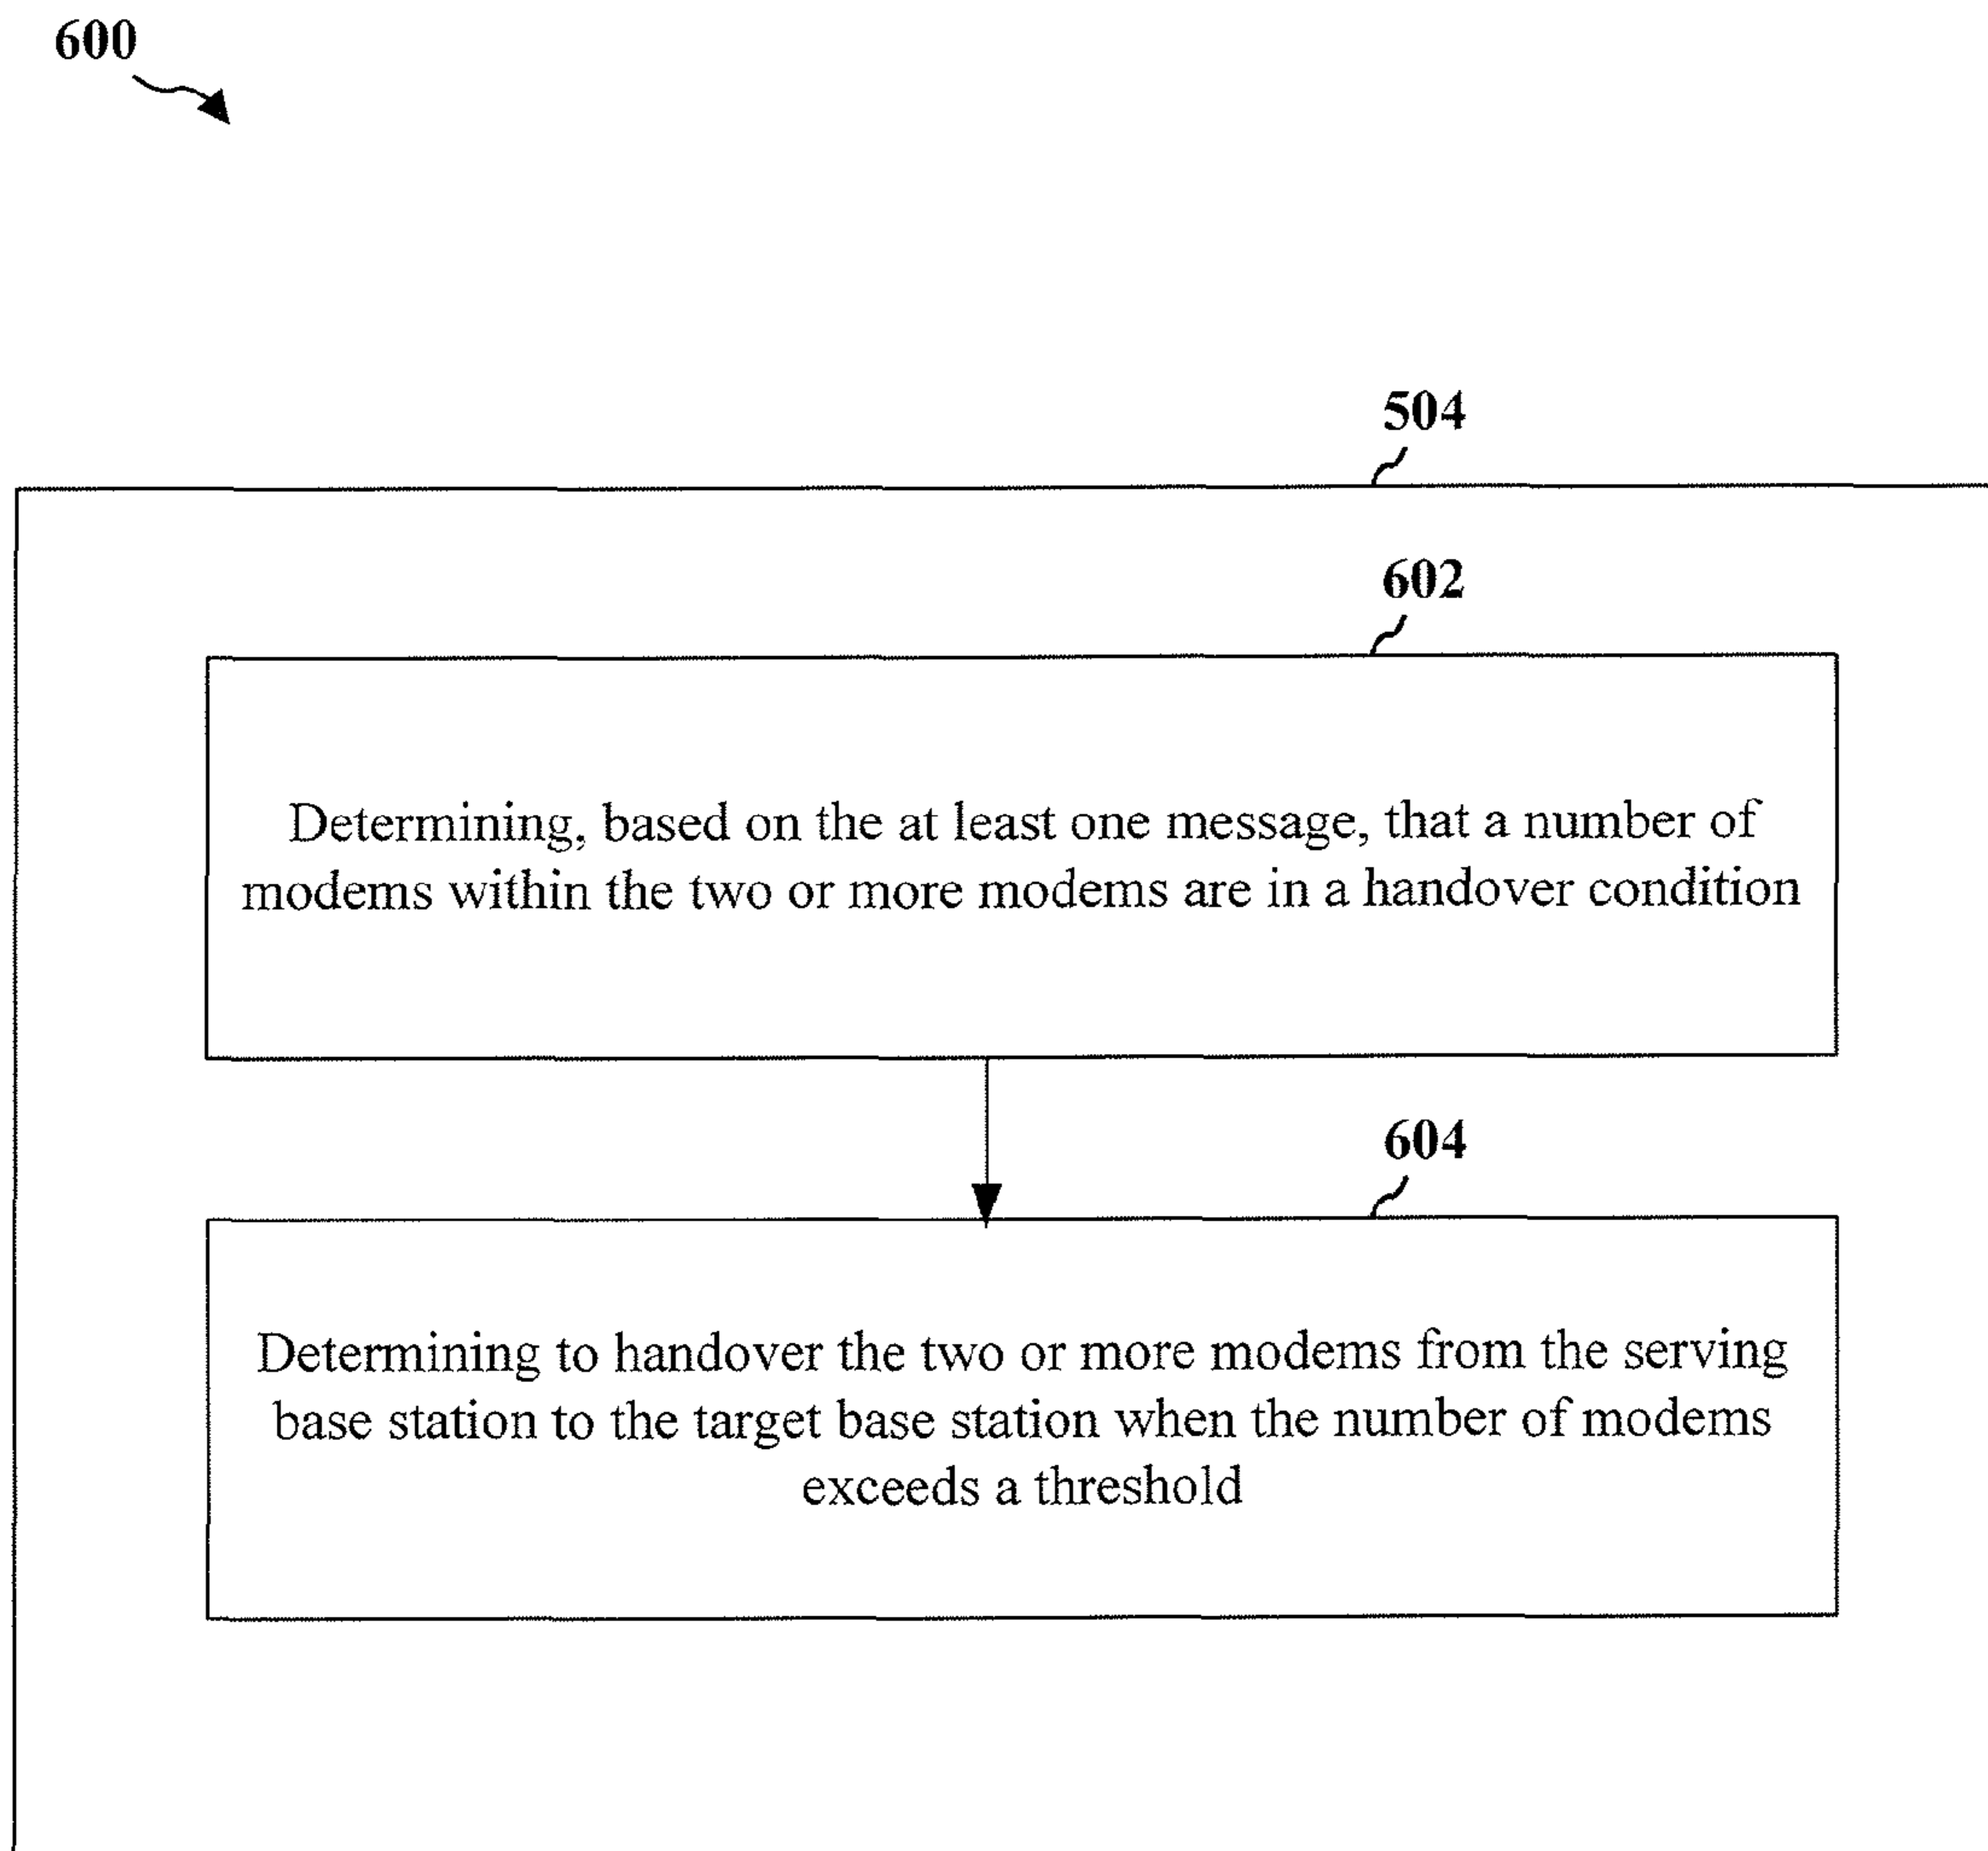 600
504
602
Determining, based on the at least one message, that a number of
modems within the two or more modems are in a handover condition
604
Determining to handover the two or more modems from the serving
base station to the target base station when the number of modems
exceeds a threshold